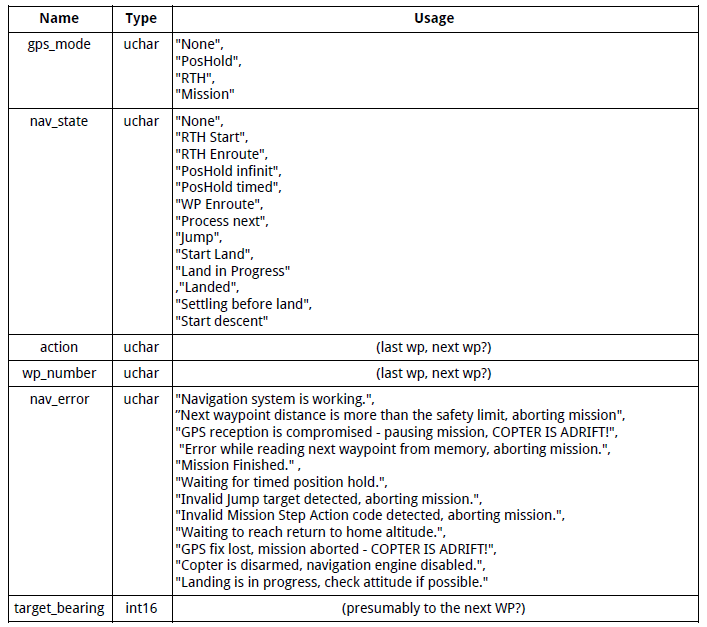 Name Type Usage
gps_mode uchar "None",
"PosHold",
"RTH",
"Mission"
nav_state uchar "None",
"RTH Start",
"RTH Enroute",
"PosHold infinit",
"PosHold timed",
"WP Enroute",
"Process next",
"Jump",
"Start Land",
"Land in Progress"
,"Landed",
"Settling before land",
"Start descent"
action uchar (last wp, next wp?)
wp_number uchar (last wp, next wp?)
nav_error uchar "Navigation system is working.",
”Next waypoint distance is more than the safety limit, aborting mission",
"GPS reception is compromised - pausing mission, COPTER IS ADRIFT!",
"Error while reading next waypoint from memory, aborting mission.",
"Mission Finished." ,
"Waiting for timed position hold.",
"Invalid Jump target detected, aborting mission.",
"Invalid Mission Step Action code detected, aborting mission.",
"Waiting to reach return to home altitude.",
"GPS fix lost, mission aborted - COPTER IS ADRIFT!",
"Copter is disarmed, navigation engine disabled.",
"Landing is in progress, check attitude if possible."
target_bearing int16 (presumably to the next WP?)